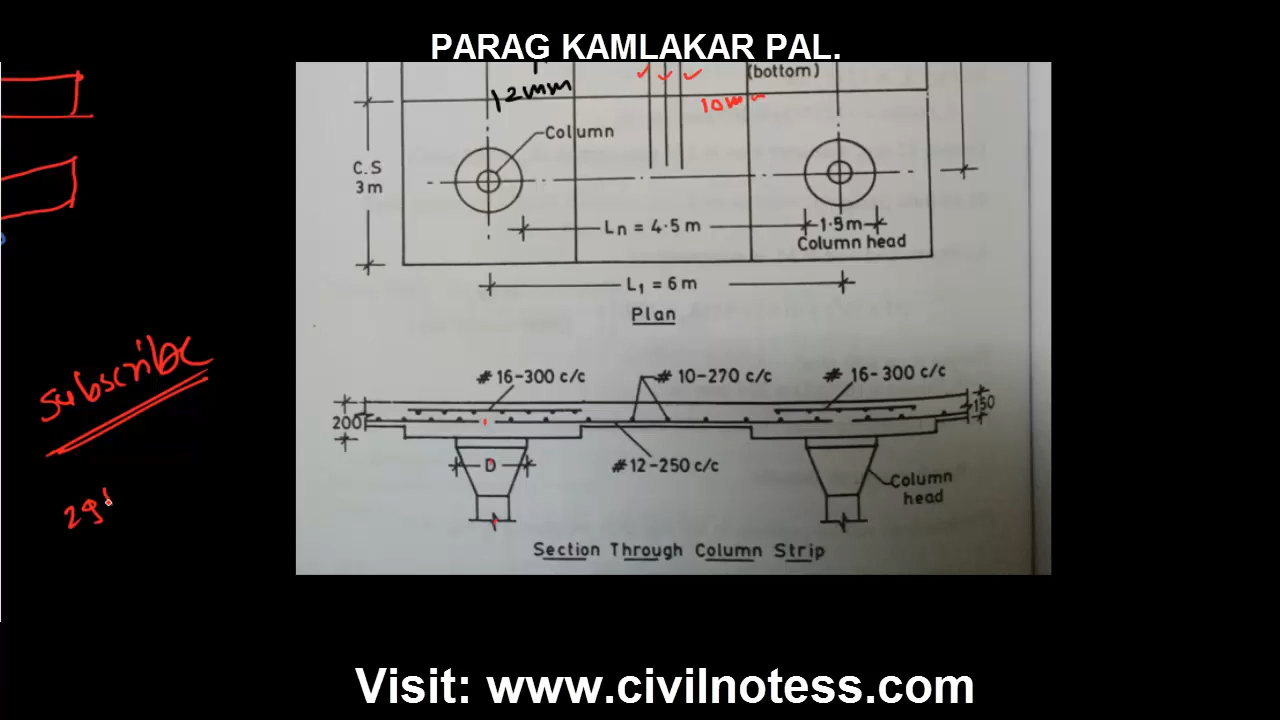 PARAG KAMLAKAR PAL.
(bottom)
12mm
10m
Column
C.S
3m
Ln = 4.5 m
1.5m
Column head
L1 = 6 m
Plan
subscribe
# 16-300 c/c
# 10-270 c/c
# 16-300 c/c
200
150
D
# 12-250 c/c
Column
head
Section Through Column Strip
Visit: www.civilnotess.com